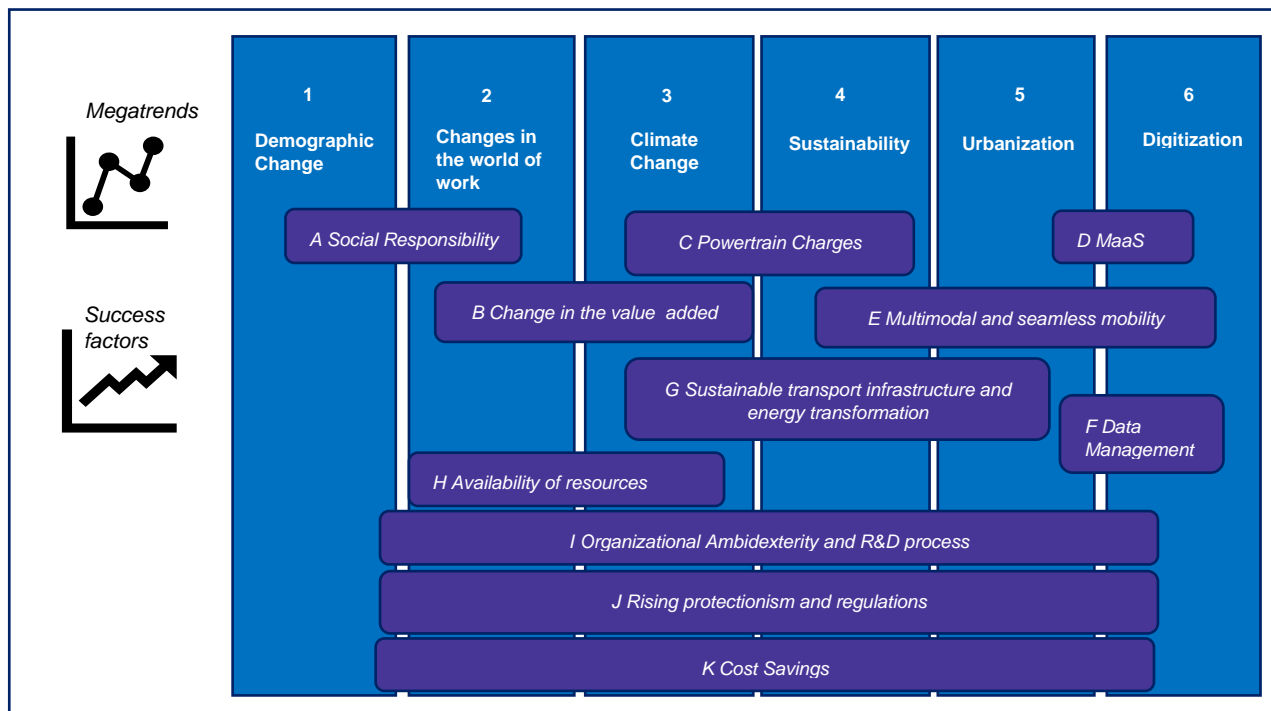 Megatrends
1
Demographic
Change
2
Changes in
the world of
work
3
Climate
Change
4
Sustainability
5
Urbanization
6
Digitization
A Social Responsibility
C Powertrain Charges
D MaaS
Success
factors
B Change in the value  added
E Multimodal and seamless mobility
G Sustainable transport infrastructure and
energy transformation
F Data
Management
H Availability of resources
I Organizational Ambidexterity and R&D process
J Rising protectionism and regulations
K Cost Savings